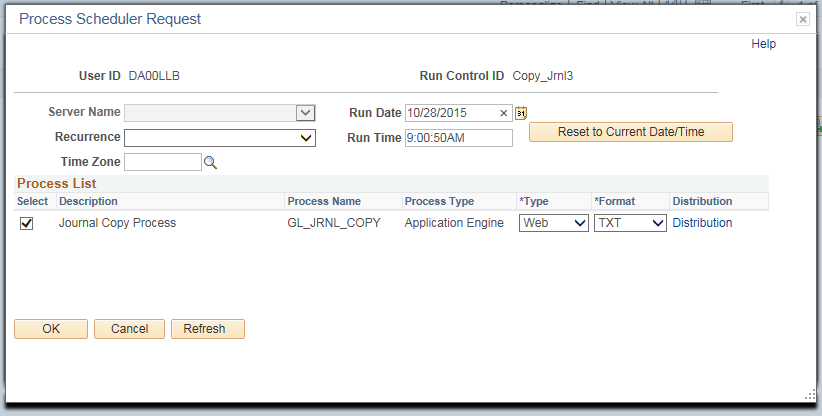 Process Scheduler Request
Help
User ID DA00LLB Run Control ID Copy_Jrnl3
Server Name Run Date 10/28/2015 31
Recurrence Run Time 9:00:50AM Reset to Current Date/Time
Time Zone
Process List
Select Description Process Name Process Type *Type *Format Distribution
Journal Copy Process GL_JRNL_COPY Application Engine Web TXT Distribution
OK Cancel Refresh